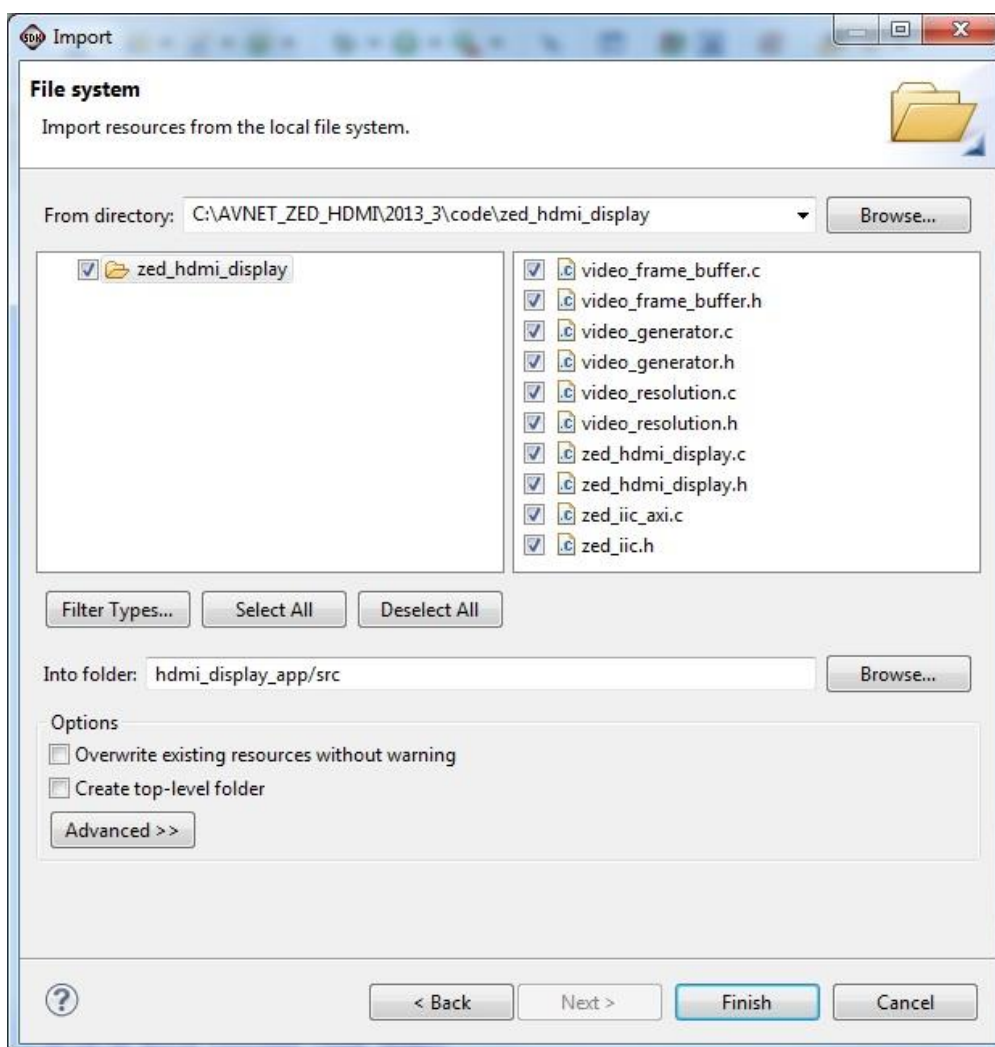 SDK Import
File system
Import resources from the local file system.
From directory: C:\AVNET_ZED_HDMI\2013_3\code\zed_hdmi_display Browse...
zed_hdmi_display
.c video_frame_buffer.c
.c video_frame_buffer.h
.c video_generator.c
.c video_generator.h
.c video_resolution.c
.c video_resolution.h
.c zed_hdmi_display.c
.c zed_hdmi_display.h
.c zed_iic_axi.c
.c zed_iic.h
Filter Types... Select All Deselect All
Into folder: hdmi_display_app/src Browse...
Options
Overwrite existing resources without warning
Create top-level folder
Advanced >>
? < Back Next > Finish Cancel